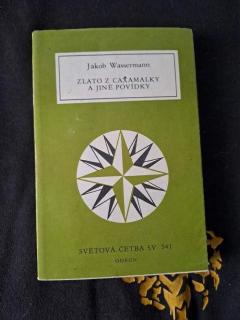 Jakob Wassermann
ZLATO Z CAXAMALKY
A JINÉ POVÍDKY
SVĚTOVÁ ČETBA SV. 541
ODEON